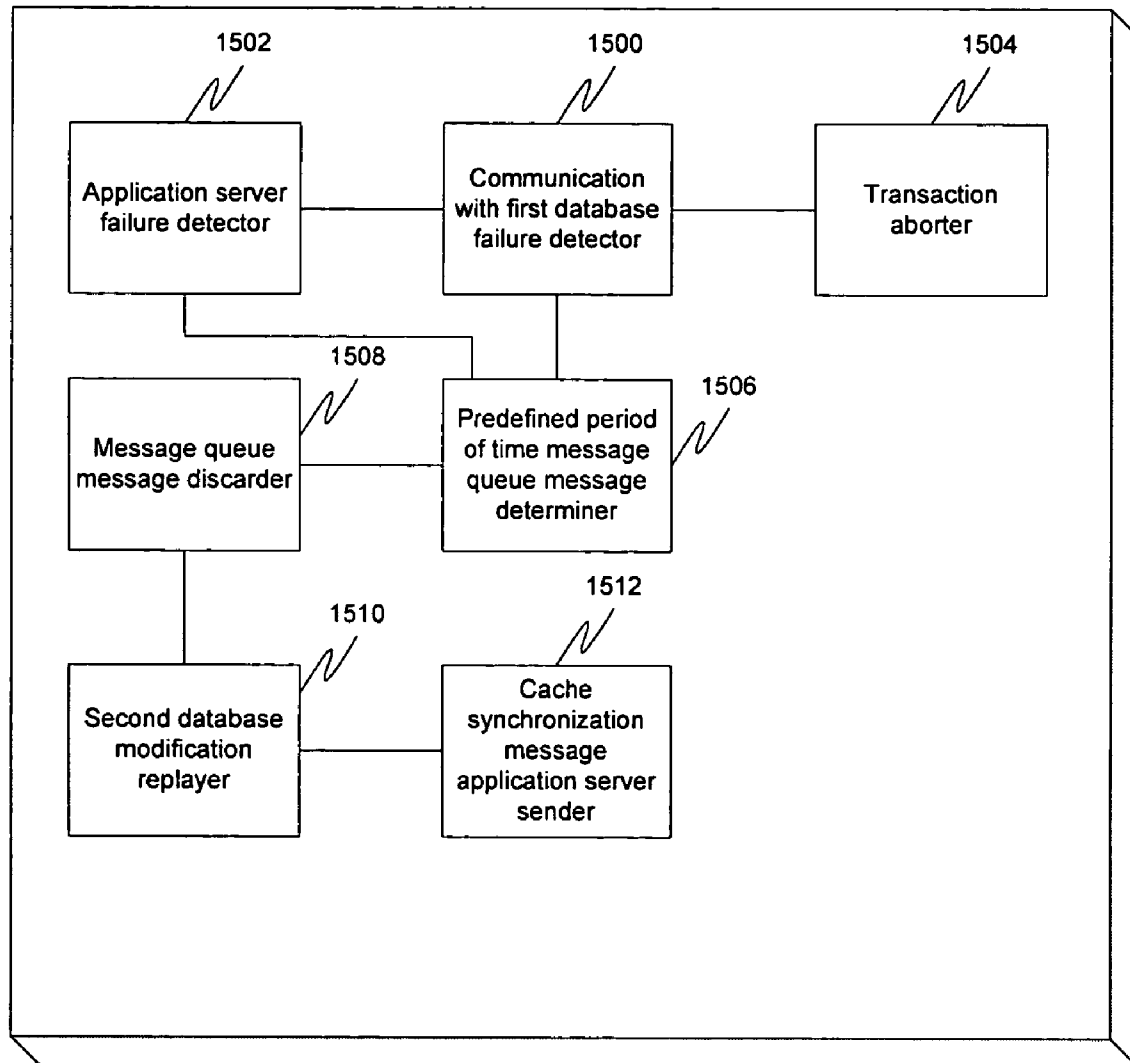 1502
1500
1504
Application server
failure detector
Communication
with first database
failure detector
Transaction
aborter
1508
1506
Message queue
message discarder
Predefined period
of time message
queue message
determiner
1510
1512
Second database
modification
replayer
Cache
synchronization
message
application server
sender